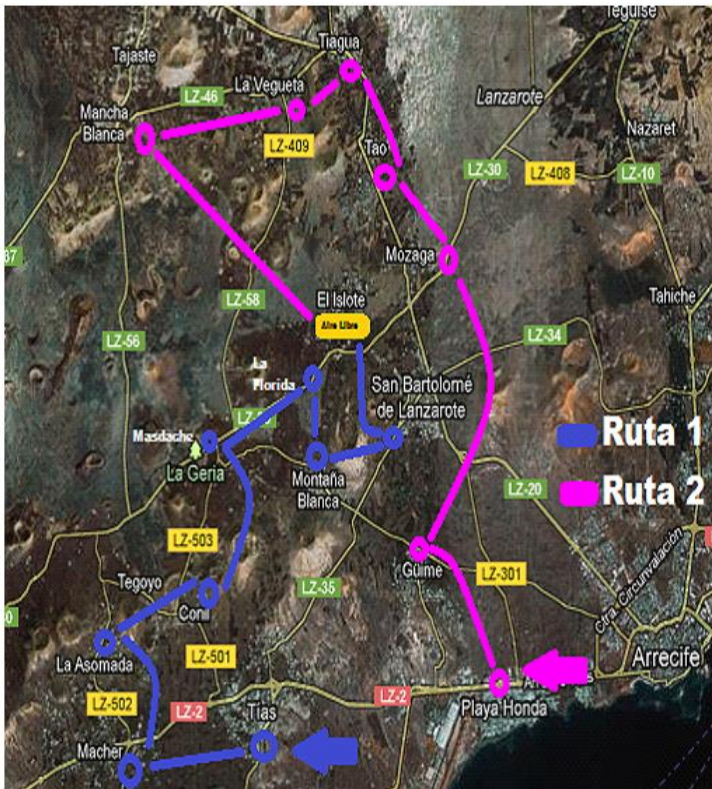 Teguise
Tiagua
Tajaste
La Vegueta
LZ-46
Lanzarote
Mancha
Blanca
LZ-409
Tao
Nazaret
LZ-30
LZ-408
LZ-10
Mozaga
LZ-58
El Islote
Aire Libre
Tahiche
LZ-56
LZ-34
La
Florida
San Bartolomé
de Lanzarote
Masdache
La Geria
Ruta 1
Montaña
Blanca
LZ-20
Ruta 2
LZ-503
Güime
LZ-301
Tegoyo
Conil
LZ-35
Ctra. Circunvalación
La Asomada
LZ-501
Arrecife
LZ-502
LZ-2
LZ-2
Tías
Playa Honda
Macher